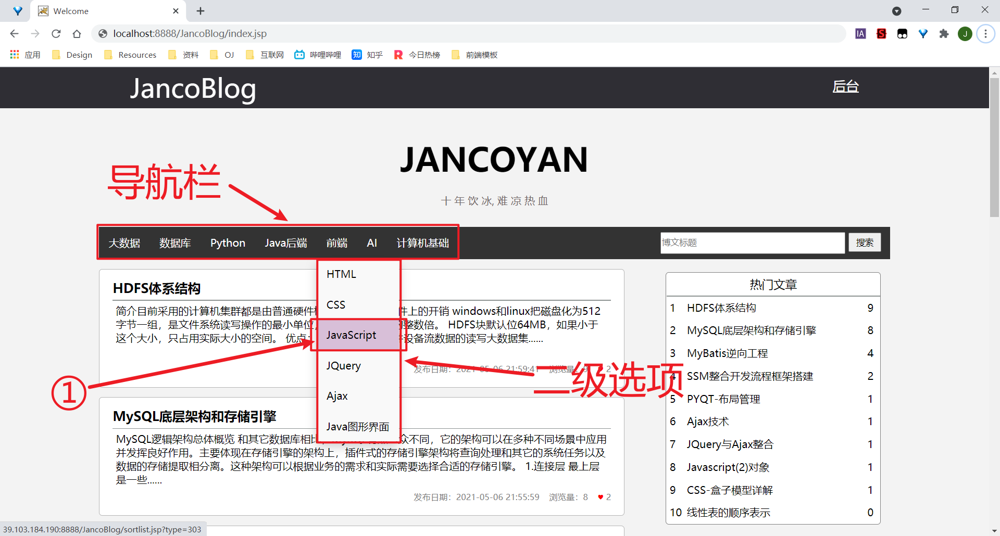 Welcome
localhost:8888/JancoBlog/index.jsp
IA
S
J
应用 Design Resources 资料 OJ 互联网 哔哩哔哩 知 知乎 R 今日热榜 前端模板
JancoBlog
后台
JANCOYAN
十年饮冰,难凉热血
导航栏
大数据 数据库 Python Java后端 前端 AI 计算机基础
博文标题
搜索
HTML
CSS
JavaScript
JQuery
Ajax
Java图形界面
①
二级选项
HDFS体系结构
简介目前采用的计算机集群都是由普通硬件 件上的开销 windows和linux把磁盘化为512
字节一组，是文件系统读写操作的最小单位, 整数倍。 HDFS块默认位64MB，如果小于
这个大小，只占用实际大小的空间。 优点: 设备流数据的读写大数据集......
发布日期：2021-05-06 21:59:41 浏览量：9 2
MySQL底层架构和存储引擎
MySQL逻辑架构总体概览 和其它数据库相比 众不同，它的架构可以在多种不同场景中应用
并发挥良好作用。主要体现在存储引擎的架构上，插件式的存储引擎架构将查询处理和其它的系统任务以及
数据的存储提取相分离。这种架构可以根据业务的需求和实际需要选择合适的存储引擎。 1.连接层 最上层
是一些......
发布日期：2021-05-06 21:55:59 浏览量：8 ♥ 2
热门文章
1 HDFS体系结构 9
2 MySQL底层架构和存储引擎 8
3 MyBatis逆向工程 4
4 SSM整合开发流程框架搭建 2
5 PYQT-布局管理 1
6 Ajax技术 1
7 JQuery与Ajax整合 1
8 Javascript(2)对象 1
9 CSS-盒子模型详解 1
10 线性表的顺序表示 0
39.103.184.190:8888/JancoBlog/sortlist.jsp?type=303